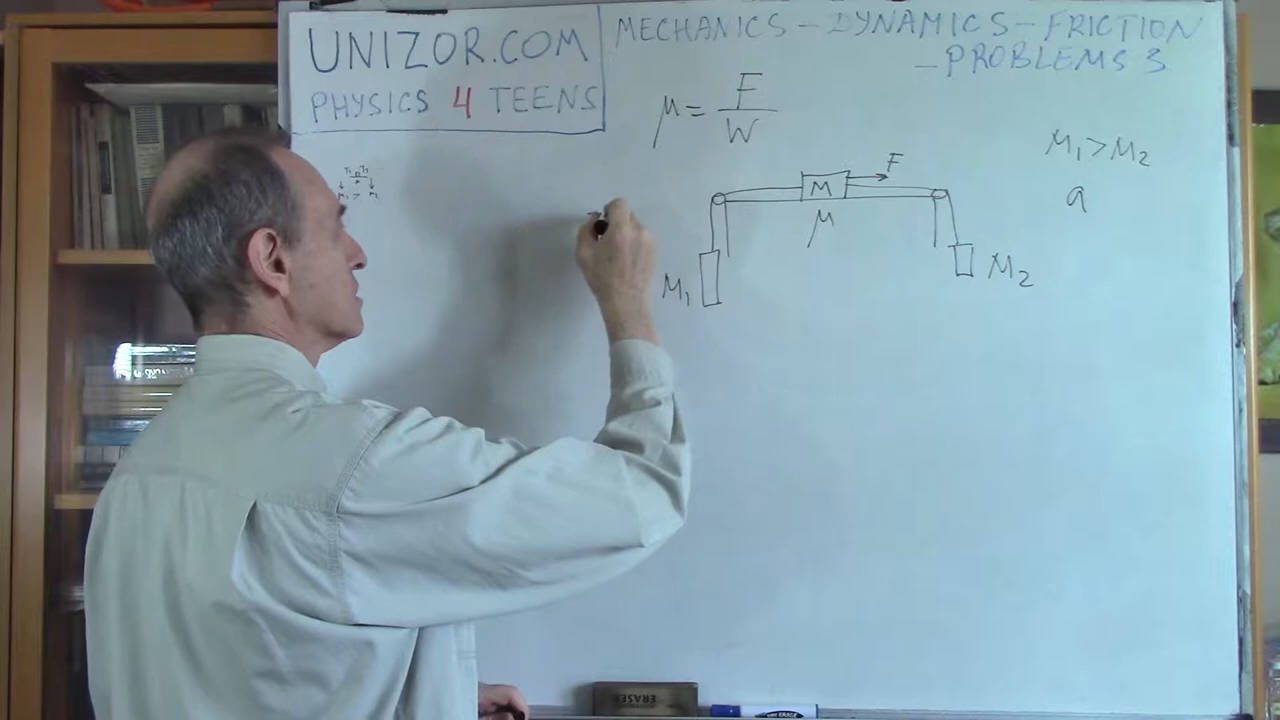 UNIZOR.COM
PHYSICS 4 TEENS
MECHANICS - DYNAMICS - FRICTION
- PROBLEMS 3
μ = F
W
M₁ > M₂
a
F
M
μ
M₁
M₂
ERASER